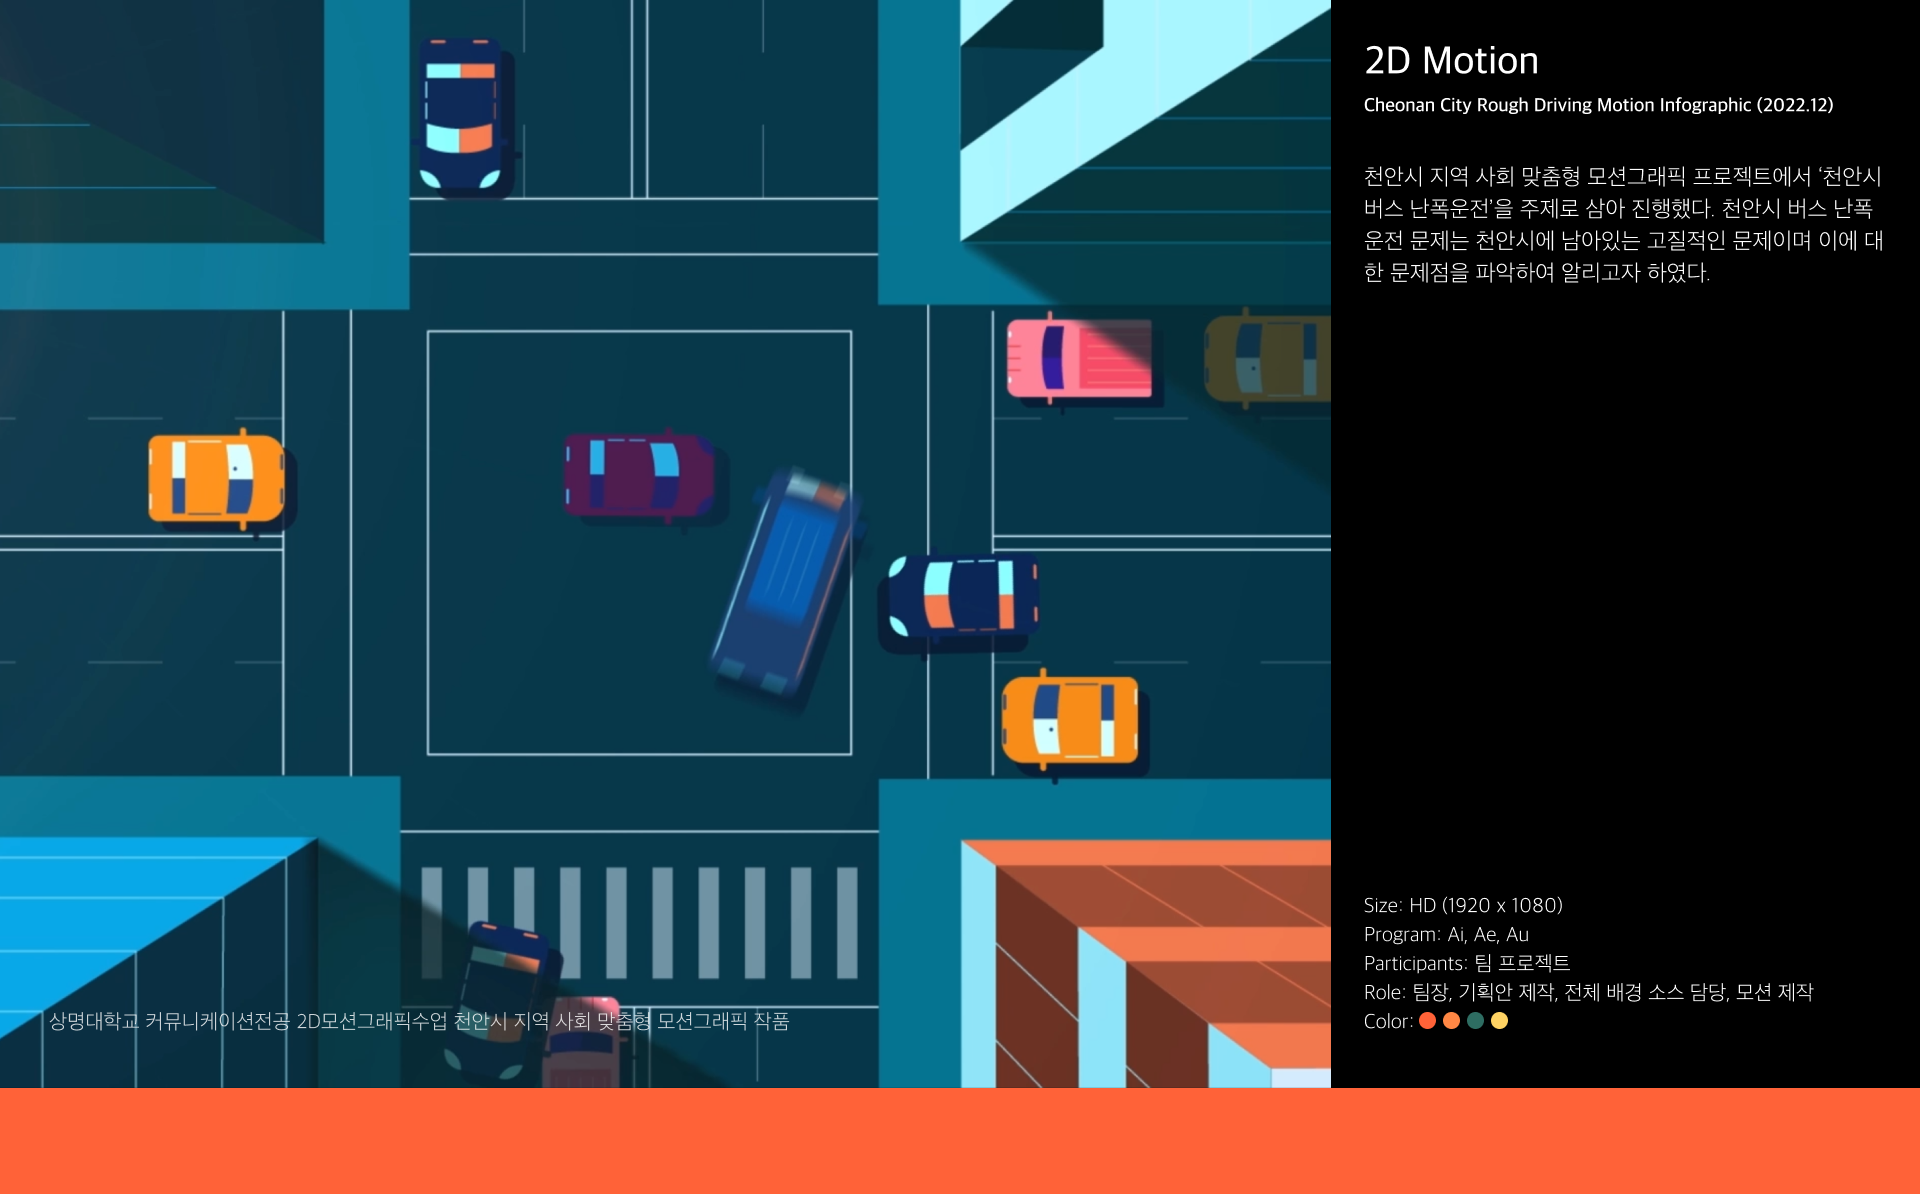 2D Motion
Cheonan City Rough Driving Motion Infographic (2022.12)
천안시 지역 사회 맞춤형 모션그래픽 프로젝트에서 ‘천안시
버스 난폭운전’을 주제로 삼아 진행했다. 천안시 버스 난폭
운전 문제는 천안시에 남아있는 고질적인 문제이며 이에 대
한 문제점을 파악하여 알리고자 하였다.
Size: HD (1920 x 1080)
Program: Ai, Ae, Au
Participants: 팀 프로젝트
Role: 팀장, 기획안 제작, 전체 배경 소스 담당, 모션 제작
Color:
상명대학교 커뮤니케이션전공 2D모션그래픽수업 천안시 지역 사회 맞춤형 모션그래픽 작품